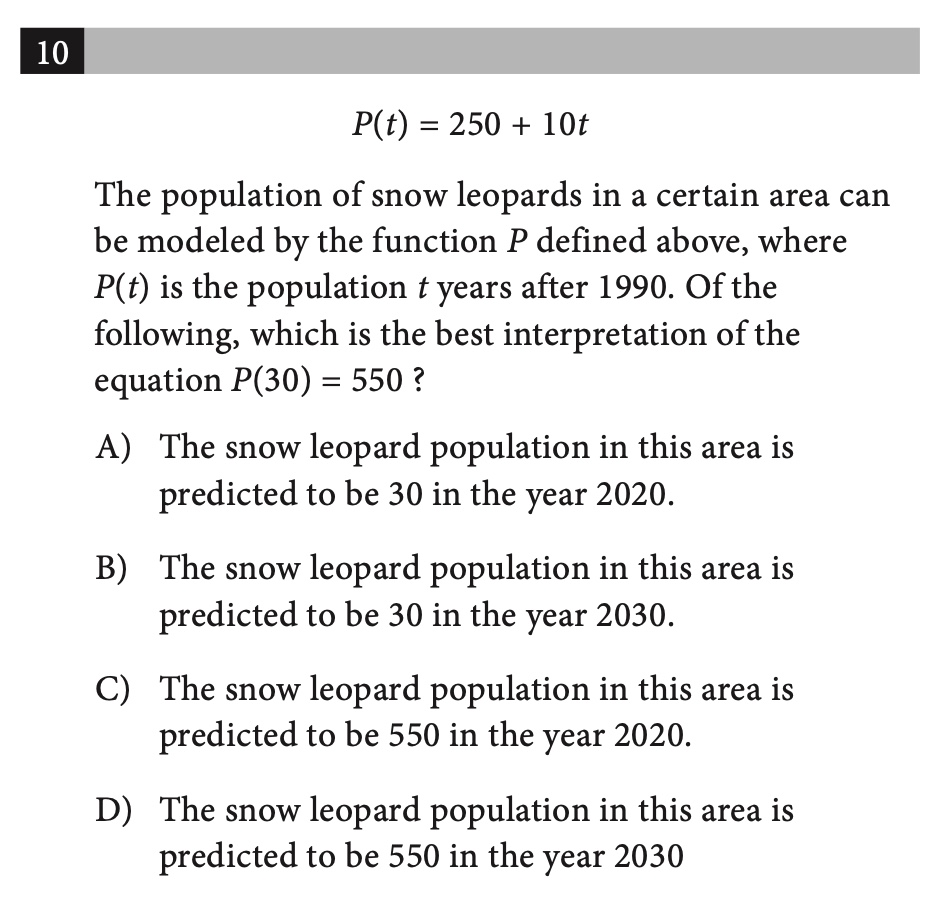 10
P(t) = 250 + 10t
The population of snow leopards in a certain area can
be modeled by the function P defined above, where
P(t) is the population t years after 1990. Of the
following, which is the best interpretation of the
equation P(30) = 550 ?
A) The snow leopard population in this area is
predicted to be 30 in the year 2020.
B) The snow leopard population in this area is
predicted to be 30 in the year 2030.
C) The snow leopard population in this area is
predicted to be 550 in the year 2020.
D) The snow leopard population in this area is
predicted to be 550 in the year 2030